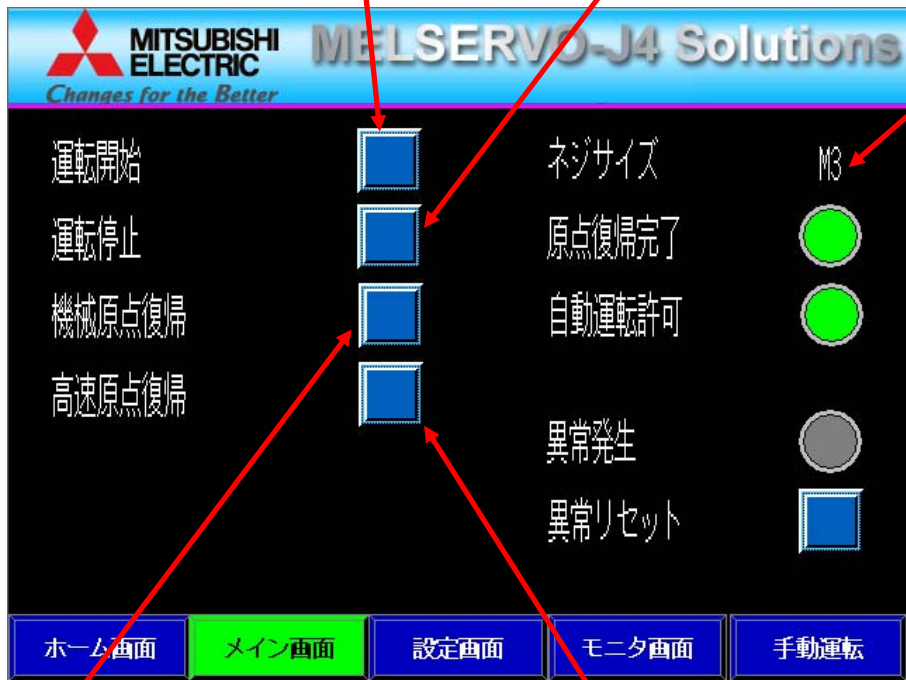 MITSUBISHI
ELECTRIC
Changes for the Better
MELSERVO-J4 Solutions
運転開始
運転停止
機械原点復帰
高速原点復帰
ネジサイズ M3
原点復帰完了
自動運転許可
異常発生
異常リセット
ホーム画面 メイン画面 設定画面 モニタ画面 手動運転